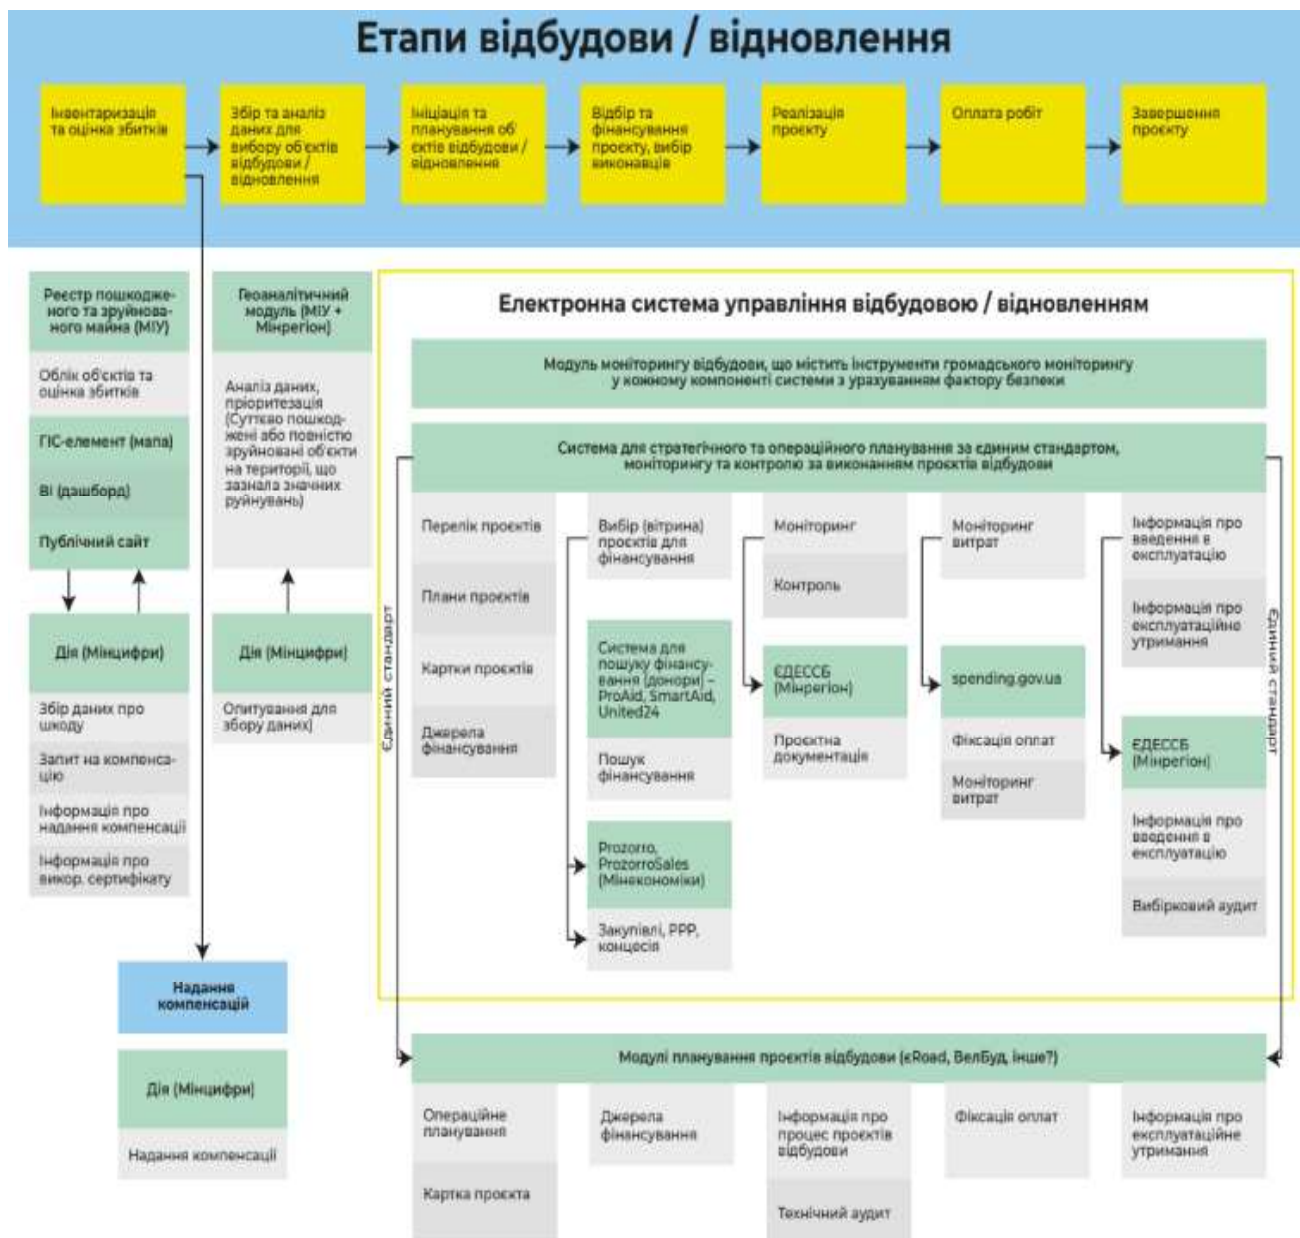 Етапи відбудови / відновлення
Інвентаризація
та оцінка збитків
Збір та аналіз
даних для
вибору об'єктів
відбудови /
відновлення
Ініціація та
планування об
'єктів відбудови /
відновлення
Відбір та
фінансування
проєкту, вибір
виконавців
Реалізація
проєкту
Оплата робіт
Завершення
проєкту
Реєстр пошкодже-
ного та зруйнова-
ного майна (МІУ)
Облік об'єктів та
оцінка збитків
ГІС-елемент (мапа)
BI (дашборд)
Публічний сайт
Дія (Мінцифри)
Збір даних про
шкоду
Запит на компенса-
цію
Інформація про
надання компенсації
Інформація про
викор. сертифікату
Геоаналітичний
модуль (МІУ +
Мінрегіон)
Аналіз даних,
пріоритезація
(Суттєво пошкод-
жені або повністю
зруйновані об'єкти
на території, що
зазнала значних
руйнувань)
Дія (Мінцифри)
Опитування для
збору даних)
Надання
компенсацій
Дія (Мінцифри)
Надання компенсації
Електронна система управління відбудовою / відновленням
Модуль моніторингу відбудови, що містить інструменти громадського моніторингу
у кожному компоненті системи з урахуванням фактору безпеки
Система для стратегічного та операційного планування за єдиним стандартом,
моніторингу та контролю за виконанням проєктів відбудови
Єдиний стандарт
Перелік проєктів
Плани проєктів
Картки проєктів
Джерела
фінансування
Вибір (вітрина)
проєктів для
фінансування
Система для
пошуку фінансу-
вання (донори) –
ProAid, SmartAid,
United24
Пошук
фінансування
Prozorro,
ProzorroSales
(Мінекономіки)
Закупівлі, PPP,
концесія
Моніторинг
Контроль
ЄДЕССБ
(Мінрегіон)
Проєктна
документація
Моніторинг
витрат
spending.gov.ua
Фіксація оплат
Моніторинг
витрат
Інформація про
введення в
експлуатацію
Інформація про
експлуатаційне
утримання
ЄДЕССБ
(Мінрегіон)
Інформація про
введення в
експлуатацію
Вибірковий аудит
Єдиний стандарт
Модулі планування проєктів відбудови (єRoad, ВелБуд, інше?)
Операційне
планування
Картка проєкта
Джерела
фінансування
Інформація про
процес проєктів
відбудови
Технічний аудит
Фіксація оплат
Інформація про
експлуатаційне
утримання